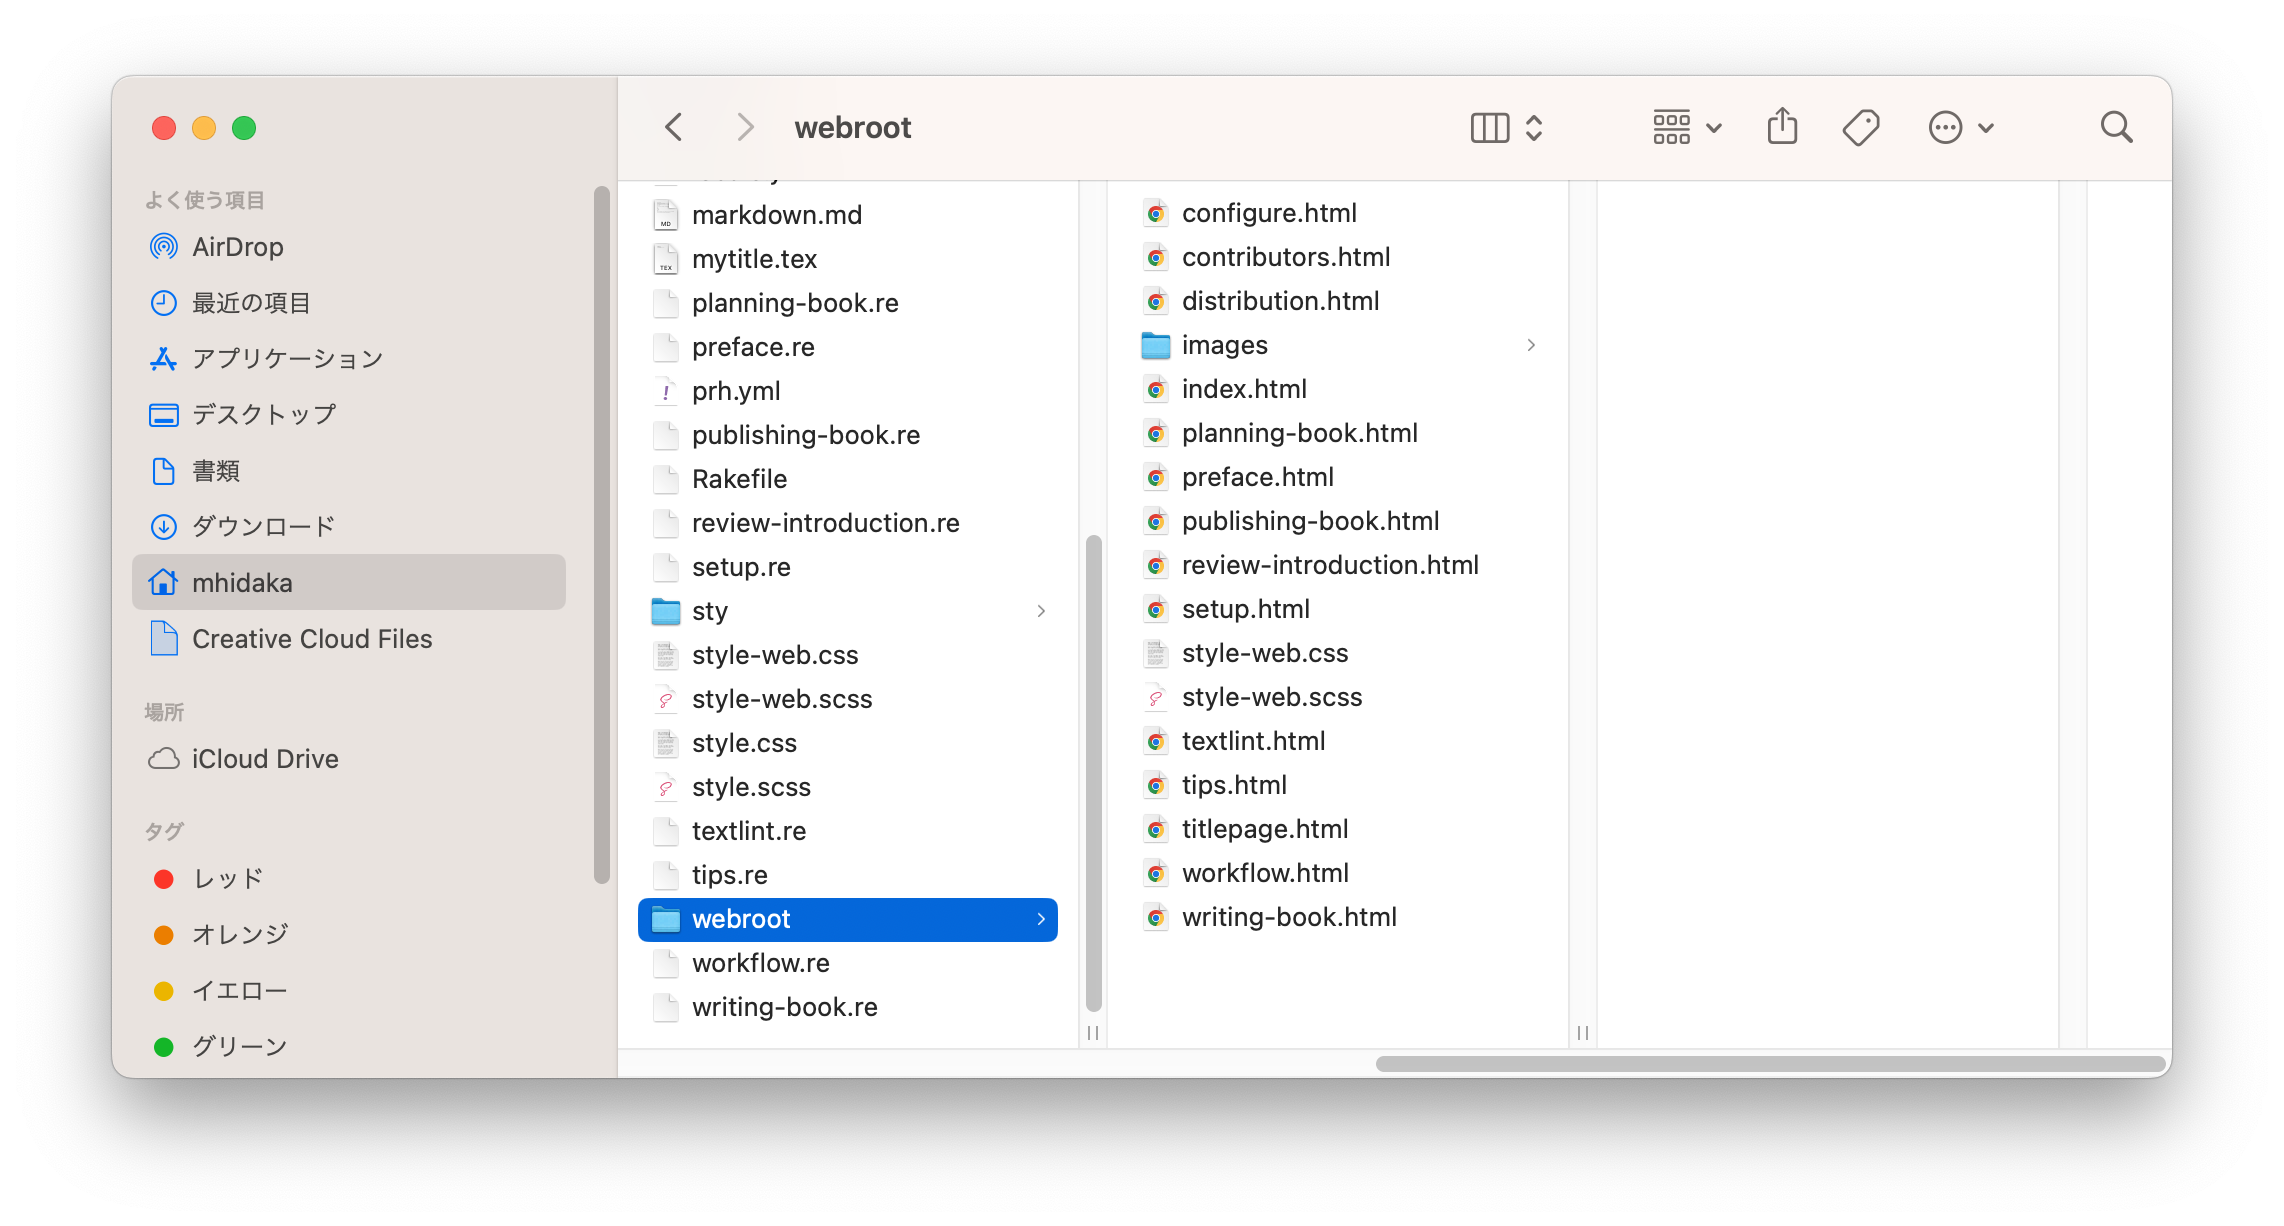 webroot
よく使う項目
AirDrop
最近の項目
アプリケーション
デスクトップ
書類
ダウンロード
mhidaka
Creative Cloud Files
場所
iCloud Drive
タグ
レッド
オレンジ
イエロー
グリーン
markdown.md
mytitle.tex
planning-book.re
preface.re
prh.yml
publishing-book.re
Rakefile
review-introduction.re
setup.re
sty
style-web.css
style-web.scss
style.css
style.scss
textlint.re
tips.re
webroot
workflow.re
writing-book.re
configure.html
contributors.html
distribution.html
images
index.html
planning-book.html
preface.html
publishing-book.html
review-introduction.html
setup.html
style-web.css
style-web.scss
textlint.html
tips.html
titlepage.html
workflow.html
writing-book.html